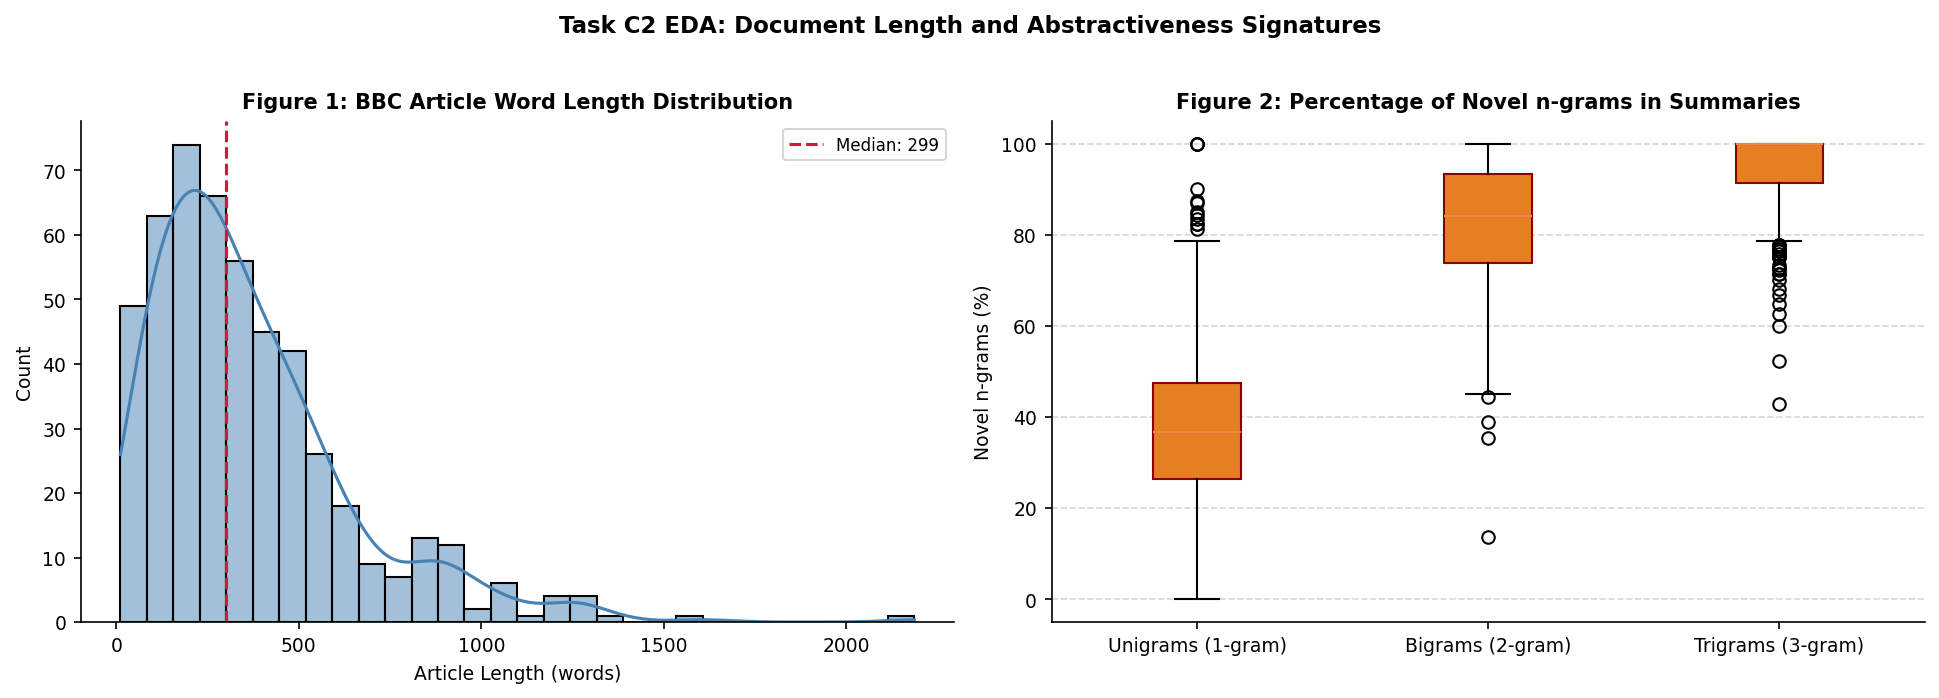 Task C2 EDA: Document Length and Abstractiveness Signatures
Figure 1: BBC Article Word Length Distribution
Median: 299
70
60
50
40
30
20
10
0
Count
0 500 1000 1500 2000
Article Length (words)
Figure 2: Percentage of Novel n-grams in Summaries
100
80
60
40
20
0
Novel n-grams (%)
Unigrams (1-gram) Bigrams (2-gram) Trigrams (3-gram)